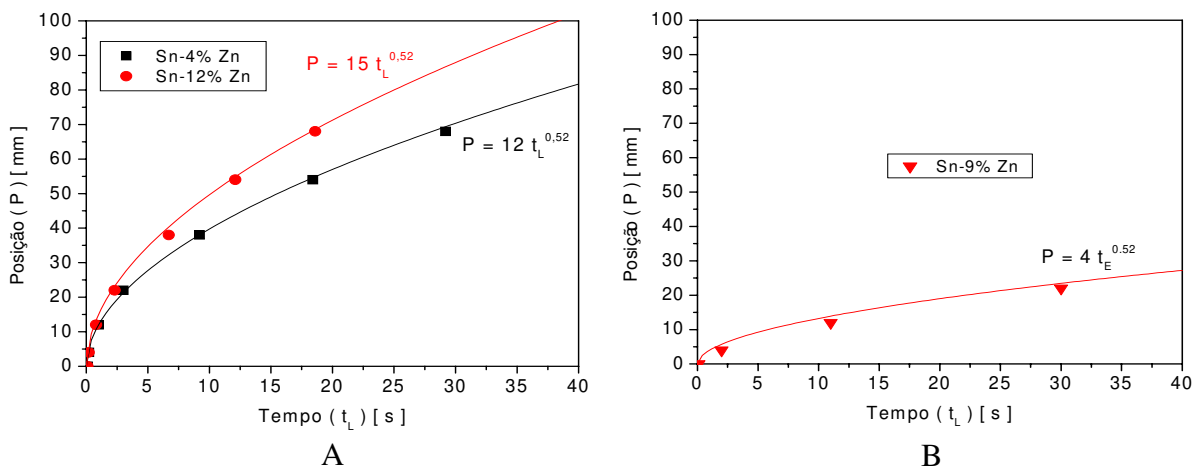 100
90
80
70
60
50
40
30
20
10
0
Posição ( P ) [ mm ]
Sn-4% Zn
Sn-12% Zn
P = 15 t_L^0,52
P = 12 t_L^0,52
0 5 10 15 20 25 30 35 40
Tempo ( t_L ) [ s ]
A
100
90
80
70
60
50
40
30
20
10
0
Posição ( P ) [ mm ]
Sn-9% Zn
P = 4 t_E^0.52
0 5 10 15 20 25 30 35 40
Tempo ( t_L ) [ s ]
B